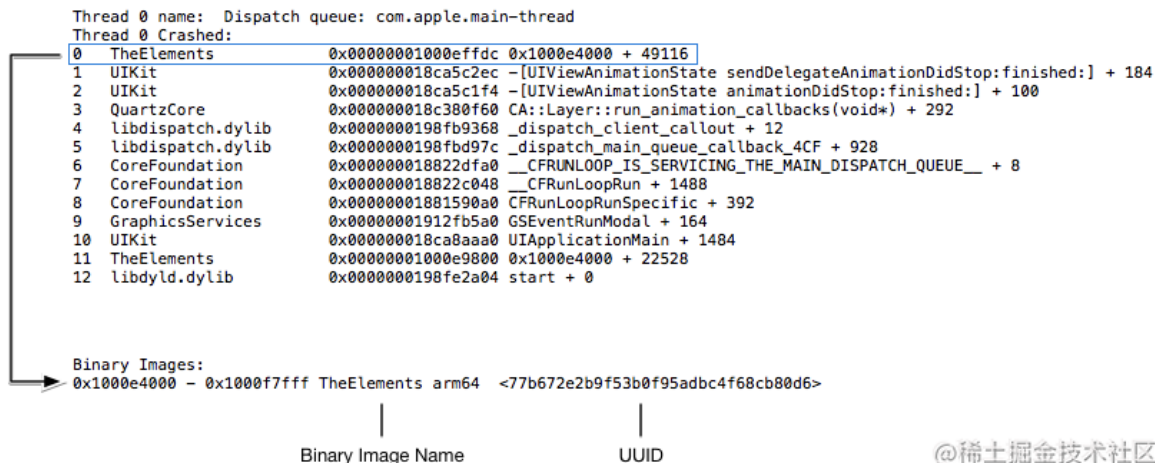 Thread 0 name:  Dispatch queue: com.apple.main-thread
Thread 0 Crashed:
0   TheElements   0x00000001000effdc 0x1000e4000 + 49116
1   UIKit   0x000000018ca5c2ec -[UIViewAnimationState sendDelegateAnimationDidStop:finished:] + 184
2   UIKit   0x000000018ca5c1f4 -[UIViewAnimationState animationDidStop:finished:] + 100
3   QuartzCore   0x000000018c380f60 CA::Layer::run_animation_callbacks(void*) + 292
4   libdispatch.dylib   0x0000000198fb9368 _dispatch_client_callout + 12
5   libdispatch.dylib   0x0000000198fbd97c _dispatch_main_queue_callback_4CF + 928
6   CoreFoundation   0x000000018822dfa0 __CFRUNLOOP_IS_SERVICING_THE_MAIN_DISPATCH_QUEUE__ + 8
7   CoreFoundation   0x000000018822c048 __CFRunLoopRun + 1488
8   CoreFoundation   0x00000001881590a0 CFRunLoopRunSpecific + 392
9   GraphicsServices   0x00000001912fb5a0 GSEventRunModal + 164
10  UIKit   0x000000018ca8aaa0 UIApplicationMain + 1484
11  TheElements   0x00000001000e9800 0x1000e4000 + 22528
12  libdyld.dylib   0x0000000198fe2a04 start + 0
Binary Images:
0x1000e4000 - 0x1000f7fff TheElements arm64  <77b672e2b9f53b0f95adbc4f68cb80d6>
Binary Image Name   UUID
@稀土掘金技术社区